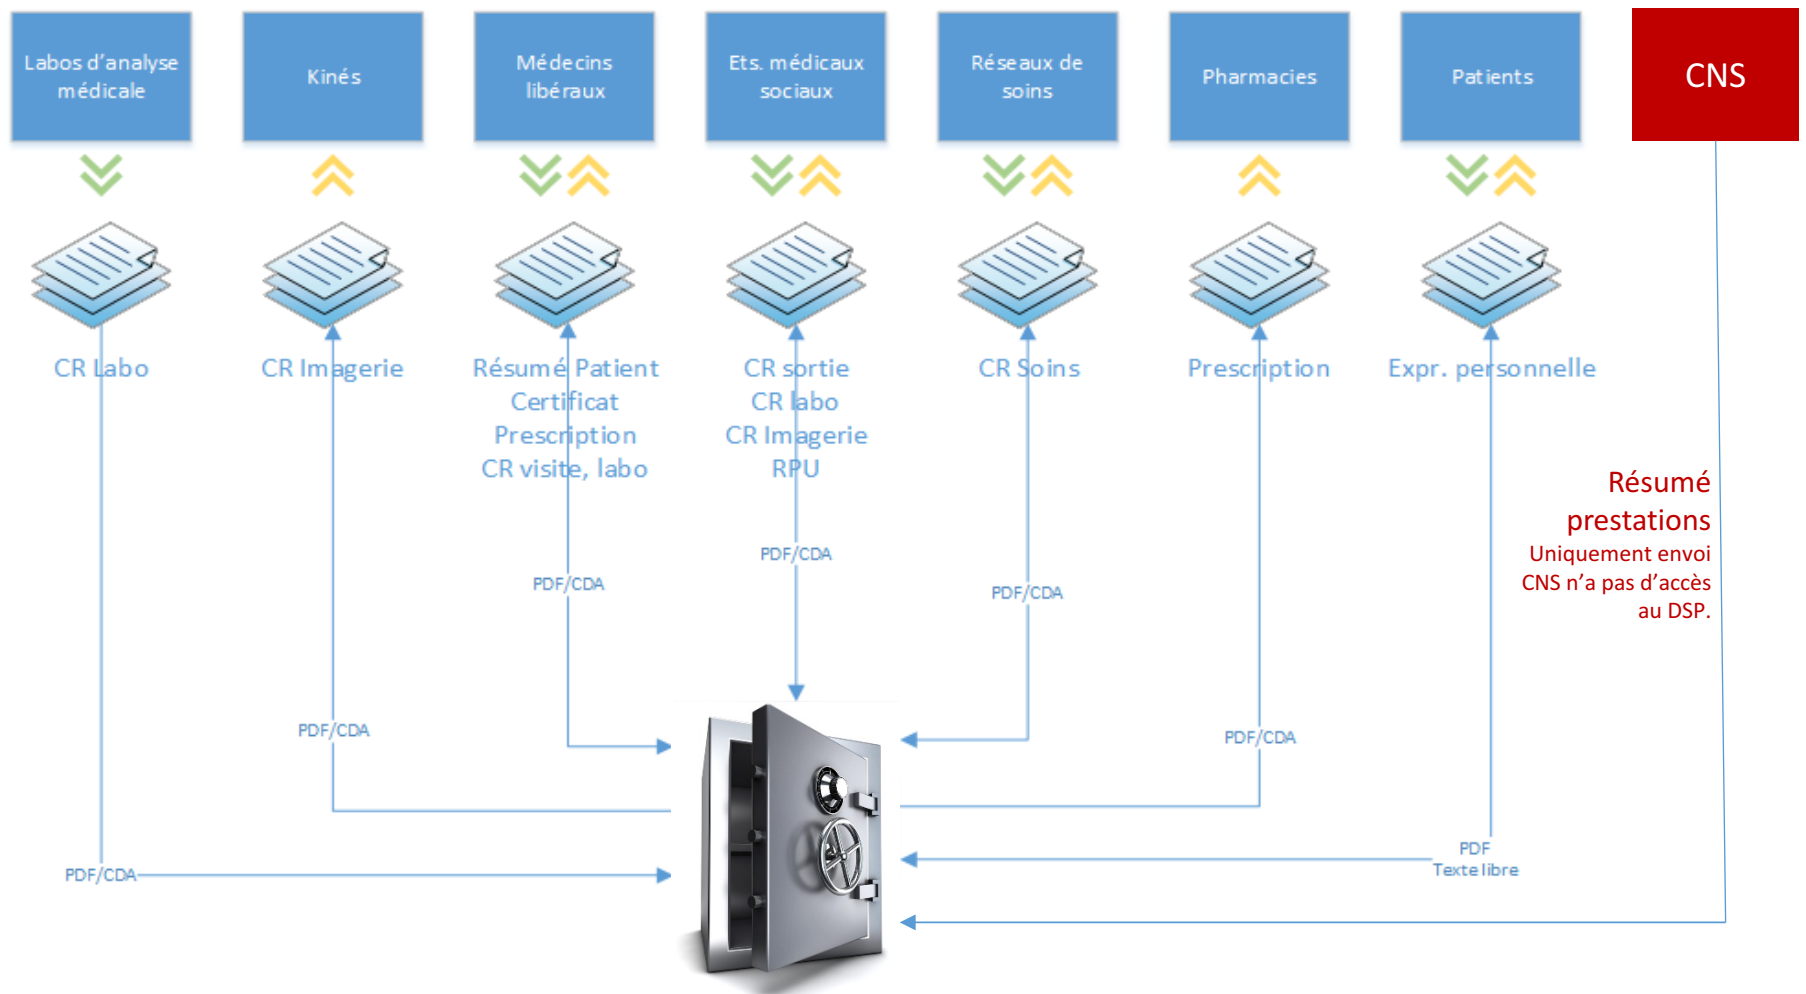 Labos d’analyse
médicale
Kinés
Médecins
libéraux
Ets. médicaux
sociaux
Réseaux de
soins
Pharmacies
Patients
CNS
CR Labo
CR Imagerie
Résumé Patient
Certificat
Prescription
CR visite, labo
CR sortie
CR labo
CR Imagerie
RPU
CR Soins
Prescription
Expr. personnelle
Résumé
prestations
Uniquement envoi
CNS n’a pas d’accès
au DSP.
PDF/CDA
PDF/CDA
PDF/CDA
PDF/CDA
PDF/CDA
PDF/CDA
PDF
Texte libre